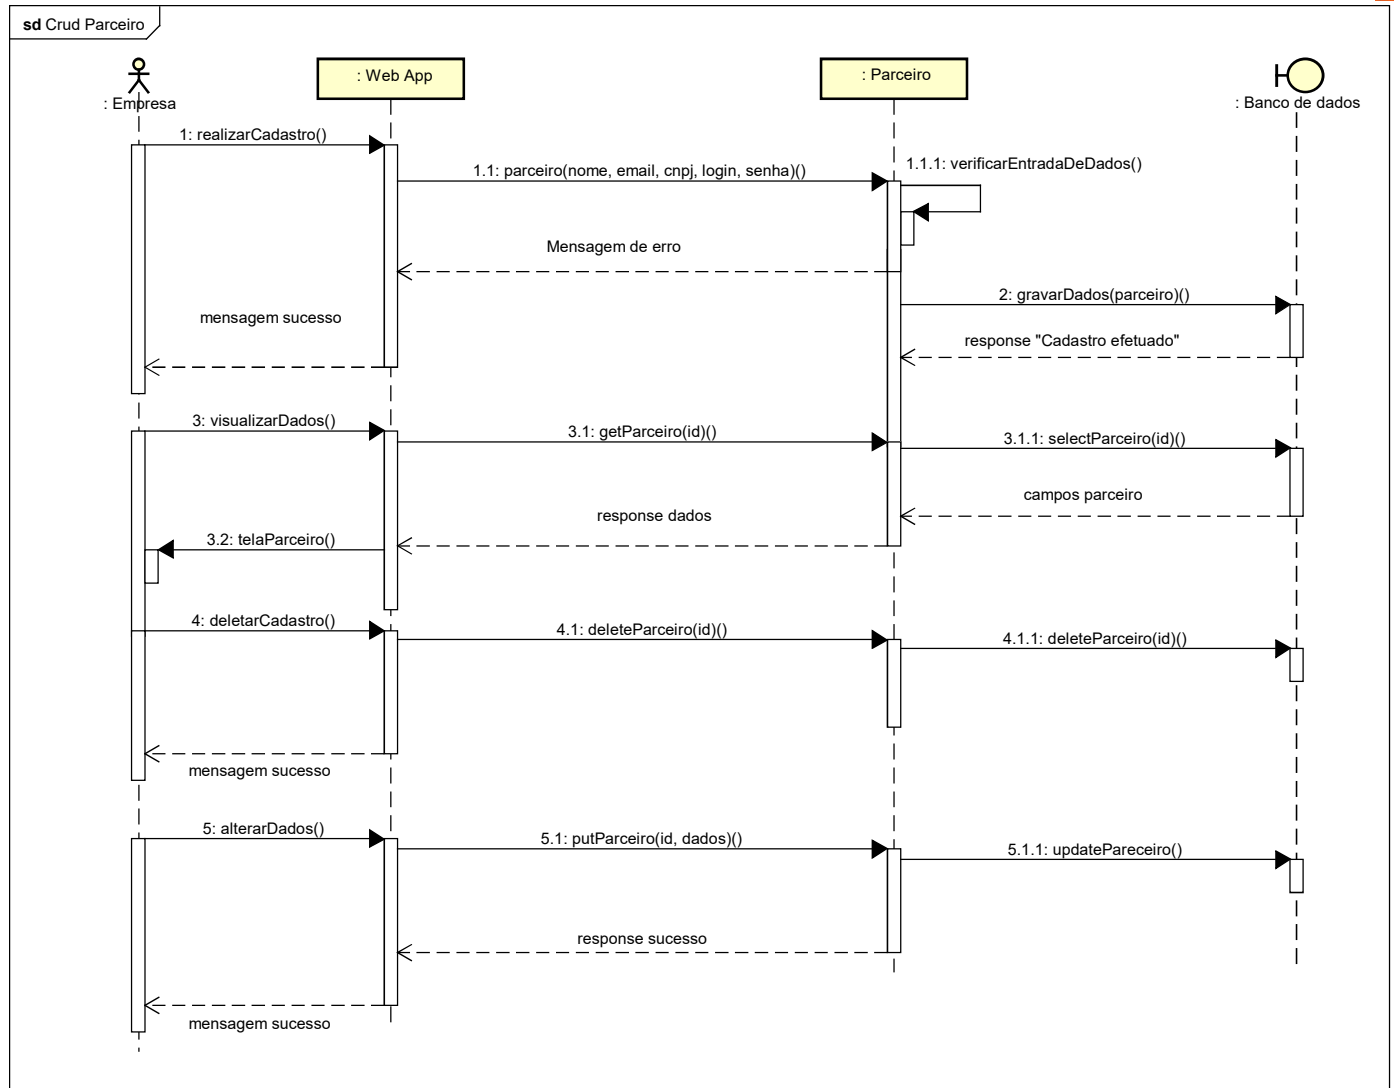 sd Crud Parceiro
: Empresa
: Web App
: Parceiro
: Banco de dados
1: realizarCadastro()
1.1: parceiro(nome, email, cnpj, login, senha)()
1.1.1: verificarEntradaDeDados()
Mensagem de erro
2: gravarDados(parceiro)()
mensagem sucesso
response "Cadastro efetuado"
3: visualizarDados()
3.1: getParceiro(id)()
3.1.1: selectParceiro(id)()
campos parceiro
response dados
3.2: telaParceiro()
4: deletarCadastro()
4.1: deleteParceiro(id)()
4.1.1: deleteParceiro(id)()
mensagem sucesso
5: alterarDados()
5.1: putParceiro(id, dados)()
5.1.1: updatePareceiro()
response sucesso
mensagem sucesso